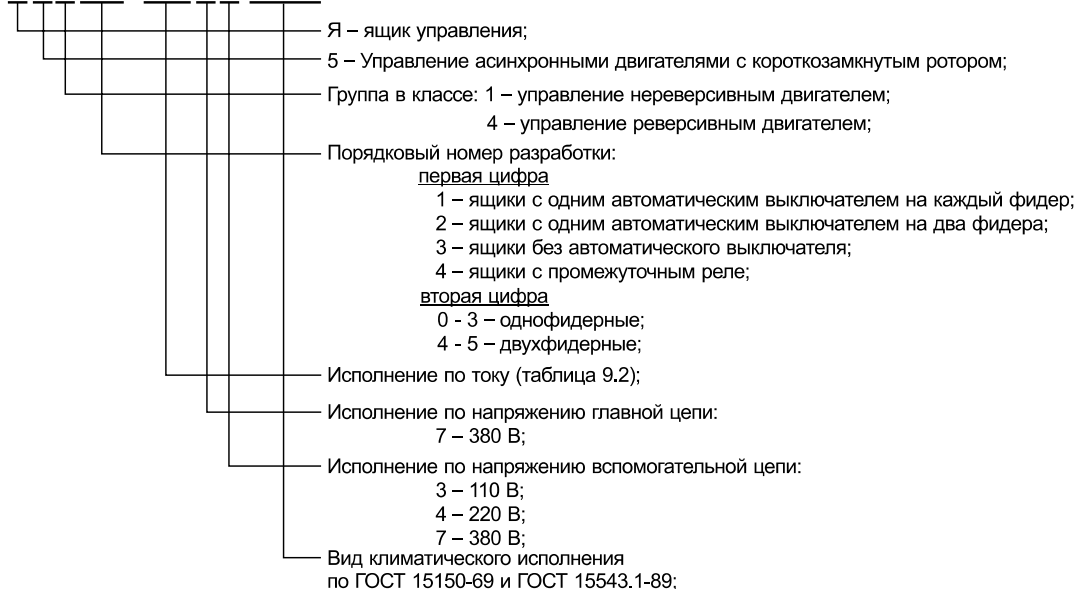 Я – ящик управления;
5 – Управление асинхронными двигателями с короткозамкнутым ротором;
Группа в классе: 1 – управление нереверсивным двигателем;
4 – управление реверсивным двигателем;
Порядковый номер разработки:
первая цифра
1 – ящики с одним автоматическим выключателем на каждый фидер;
2 – ящики с одним автоматическим выключателем на два фидера;
3 – ящики без автоматического выключателя;
4 – ящики с промежуточным реле;
вторая цифра
0 - 3 – однофидерные;
4 - 5 – двухфидерные;
Исполнение по току (таблица 9.2);
Исполнение по напряжению главной цепи:
7 – 380 В;
Исполнение по напряжению вспомогательной цепи:
3 – 110 В;
4 – 220 В;
7 – 380 В;
Вид климатического исполнения
по ГОСТ 15150-69 и ГОСТ 15543.1-89;